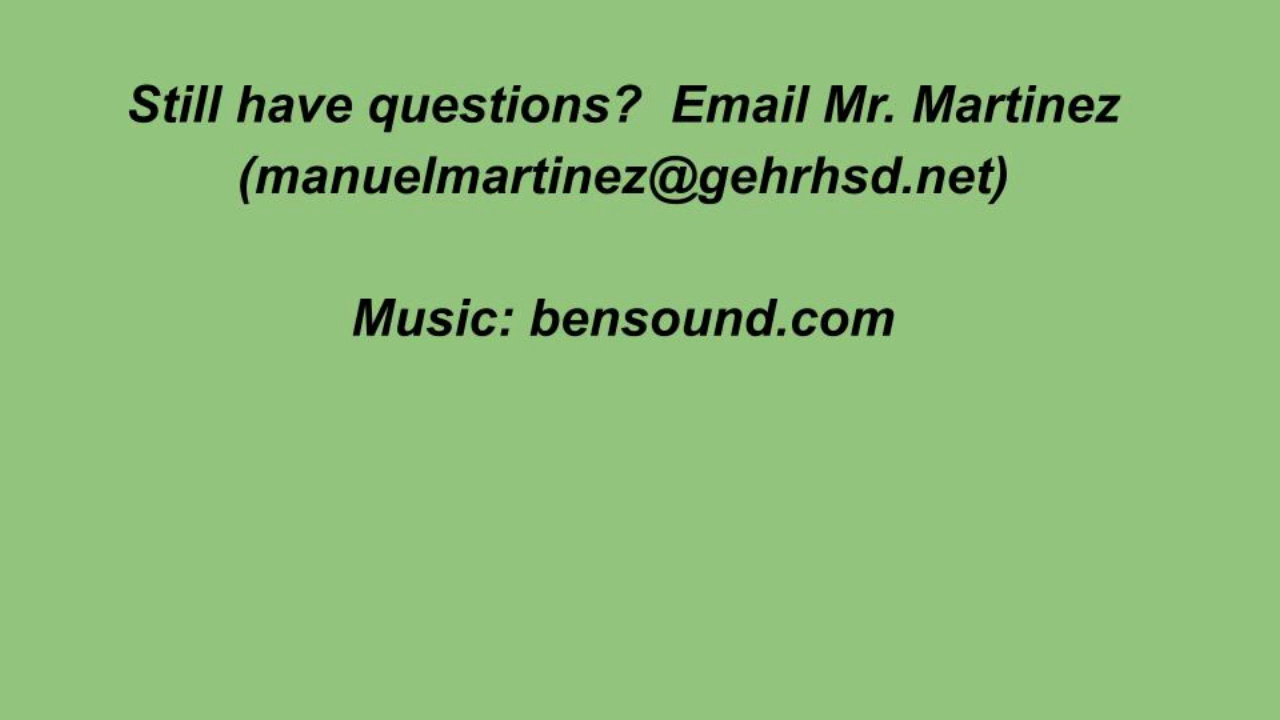 Still have questions?  Email Mr. Martinez
(manuelmartinez@gehrhsd.net)
Music: bensound.com